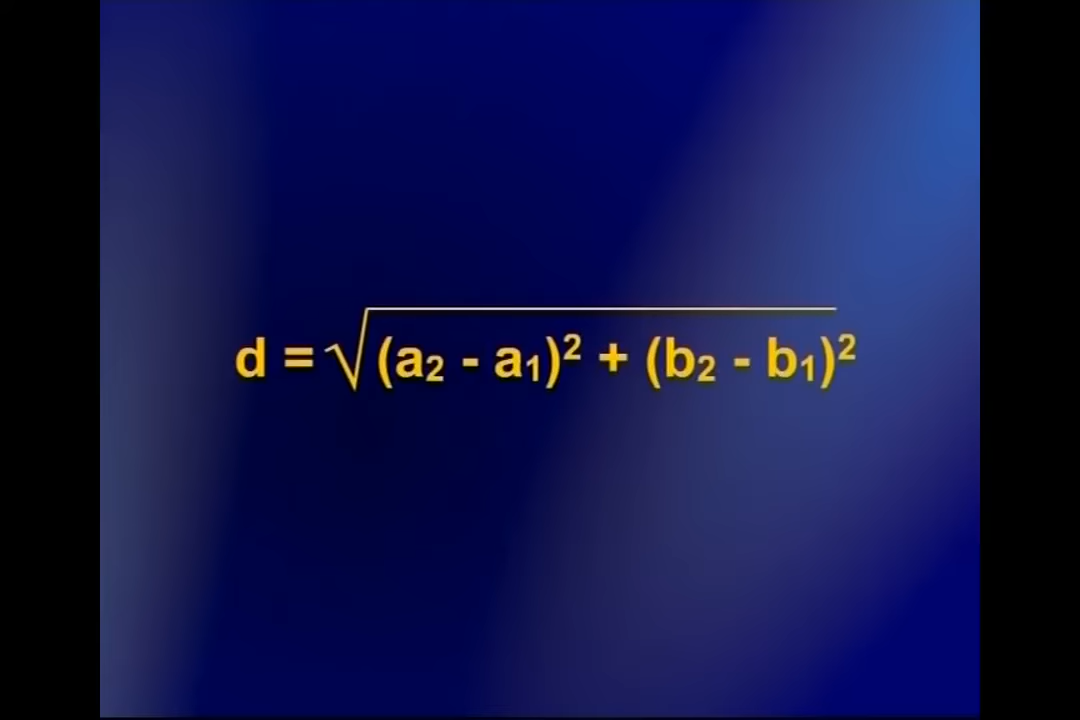 d = √(a₂ - a₁)² + (b₂ - b₁)²